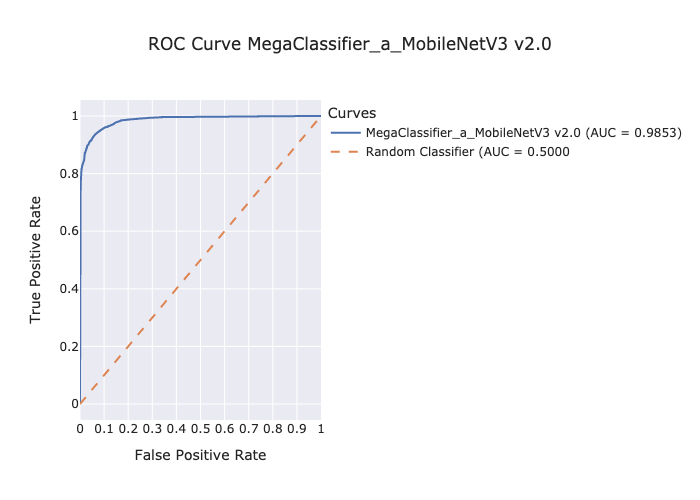 ROC Curve MegaClassifier_a_MobileNetV3 v2.0
Curves
MegaClassifier_a_MobileNetV3 v2.0 (AUC = 0.9853)
Random Classifier (AUC = 0.5000
True Positive Rate
1
0.8
0.6
0.4
0.2
0
0 0.1 0.2 0.3 0.4 0.5 0.6 0.7 0.8 0.9 1
False Positive Rate